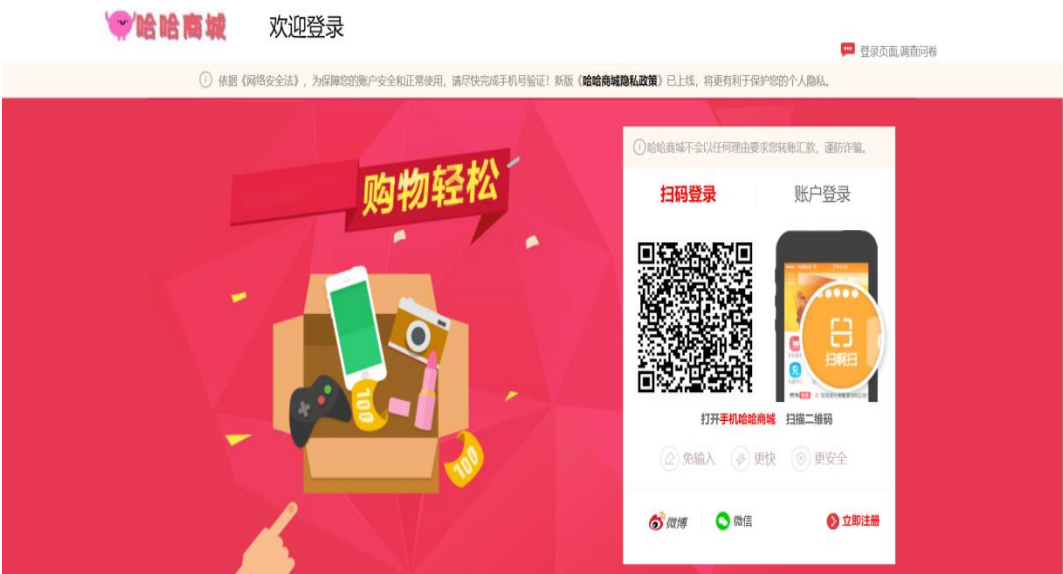 哈哈商城 欢迎登录
登录页面,调查问卷
依据《网络安全法》，为保障您的账户安全和正常使用，请尽快完成手机号验证！新版《哈哈商城隐私政策》已上线，将更有利于保护您的个人隐私。
购物轻松
100
100
哈哈商城不会以任何理由要求您转账汇款，谨防诈骗。
扫码登录 账户登录
扫啊扫
打开手机哈哈商城 扫描二维码
免输入 更快 更安全
微博 微信 立即注册